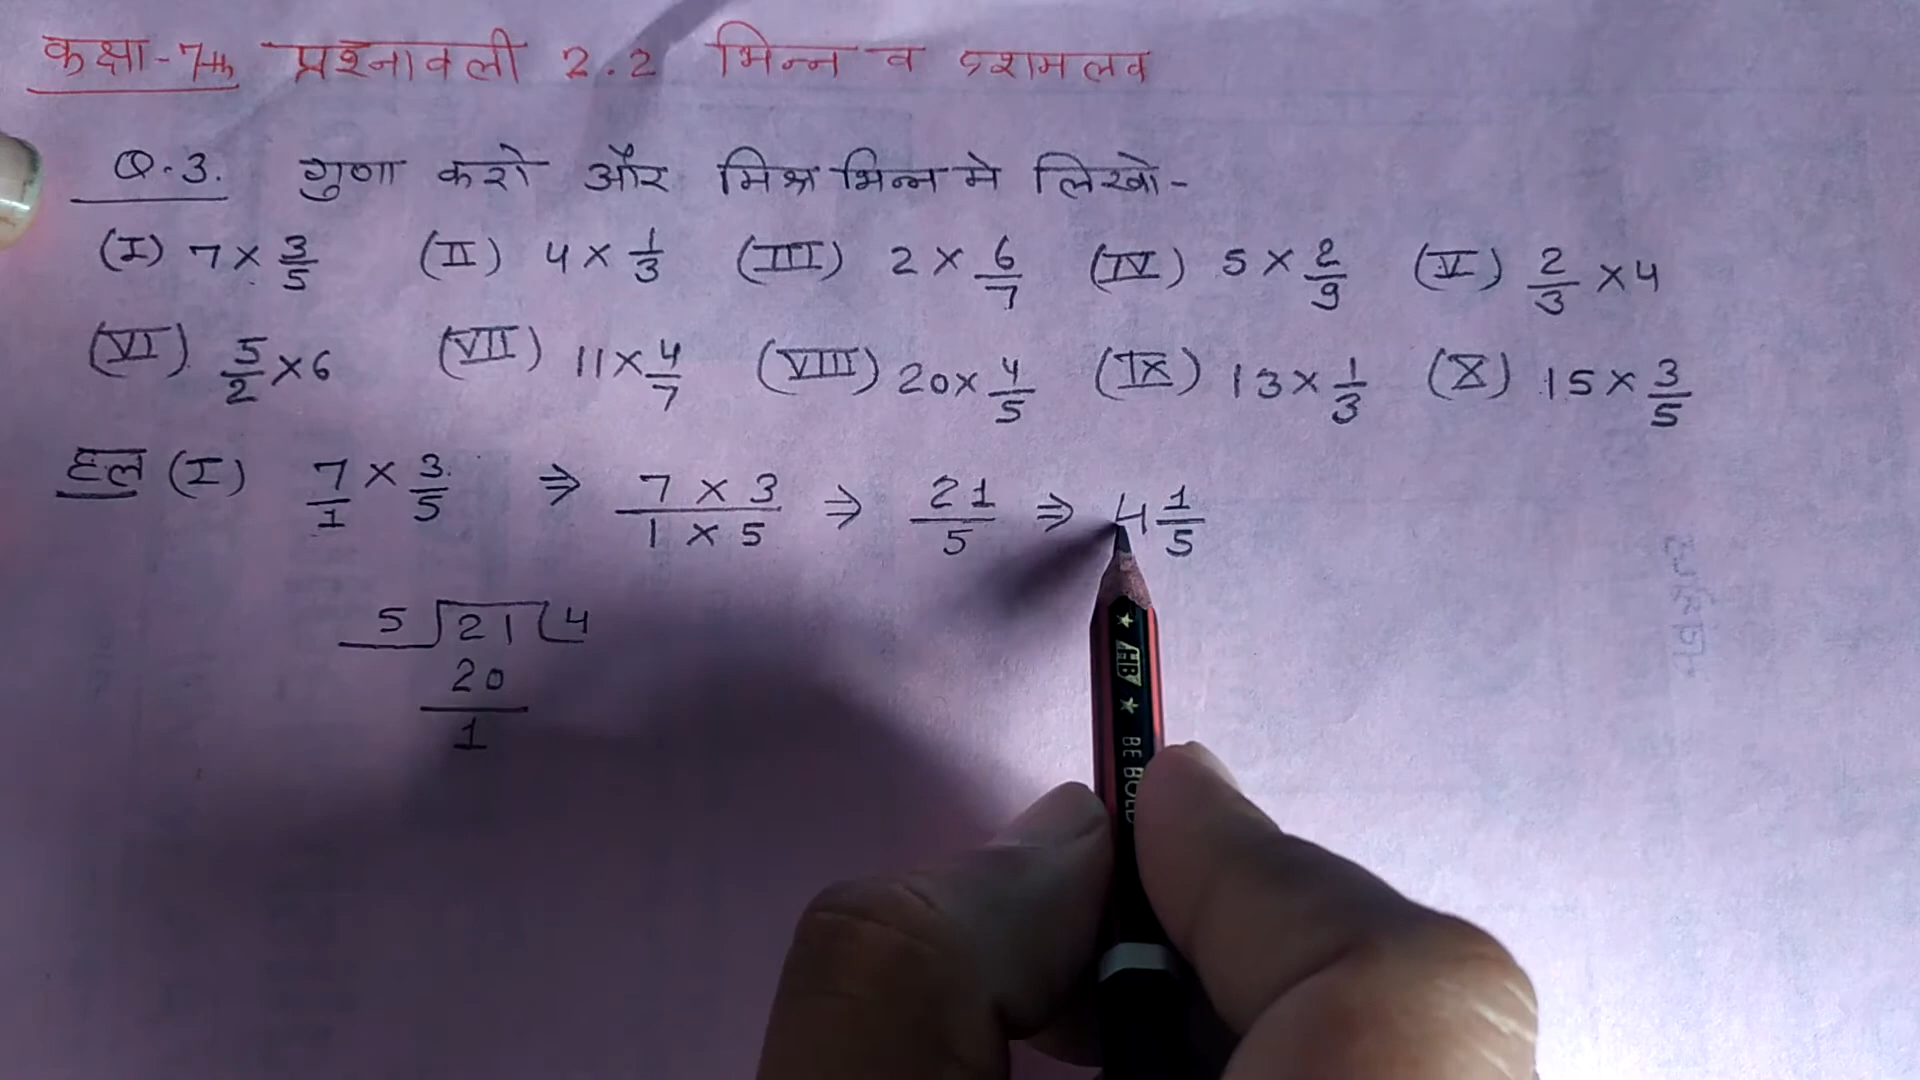 कक्षा-7th प्रश्नावली 2.2 भिन्न व दशमलव
Q.3. गुणा करो और मिश्र भिन्न मे लिखो-
(I) 7 × 3/5 (II) 4 × 1/3 (III) 2 × 6/7 (IV) 5 × 2/9 (V) 2/3 × 4
(VI) 5/2 × 6 (VII) 11 × 4/7 (VIII) 20 × 4/5 (IX) 13 × 1/3 (X) 15 × 3/5
हल (I) 7/1 × 3/5 ⇒ 7 × 3/1 × 5 ⇒ 21/5 ⇒ 4 1/5
5 21 4
20
1
HB BE BOLD